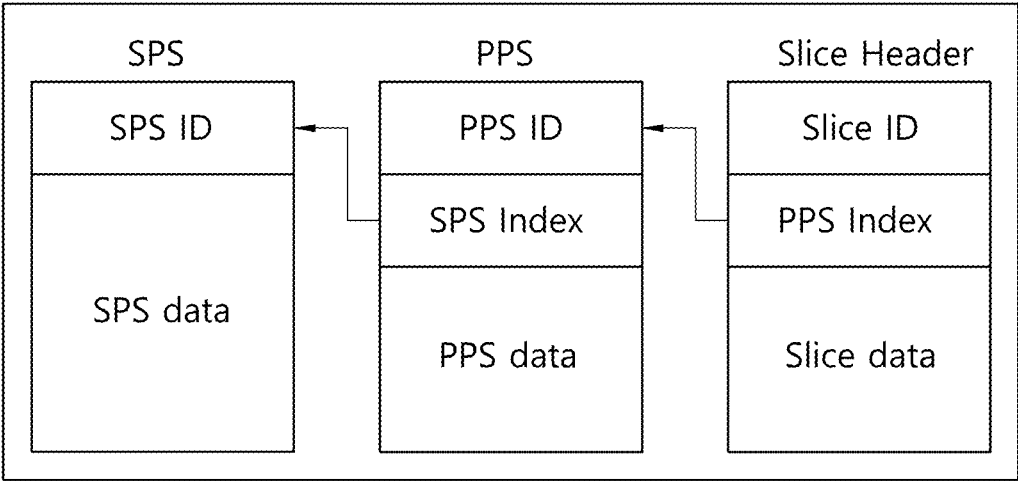 SPS
SPS ID
SPS data
PPS
PPS ID
SPS Index
PPS data
Slice Header
Slice ID
PPS Index
Slice data